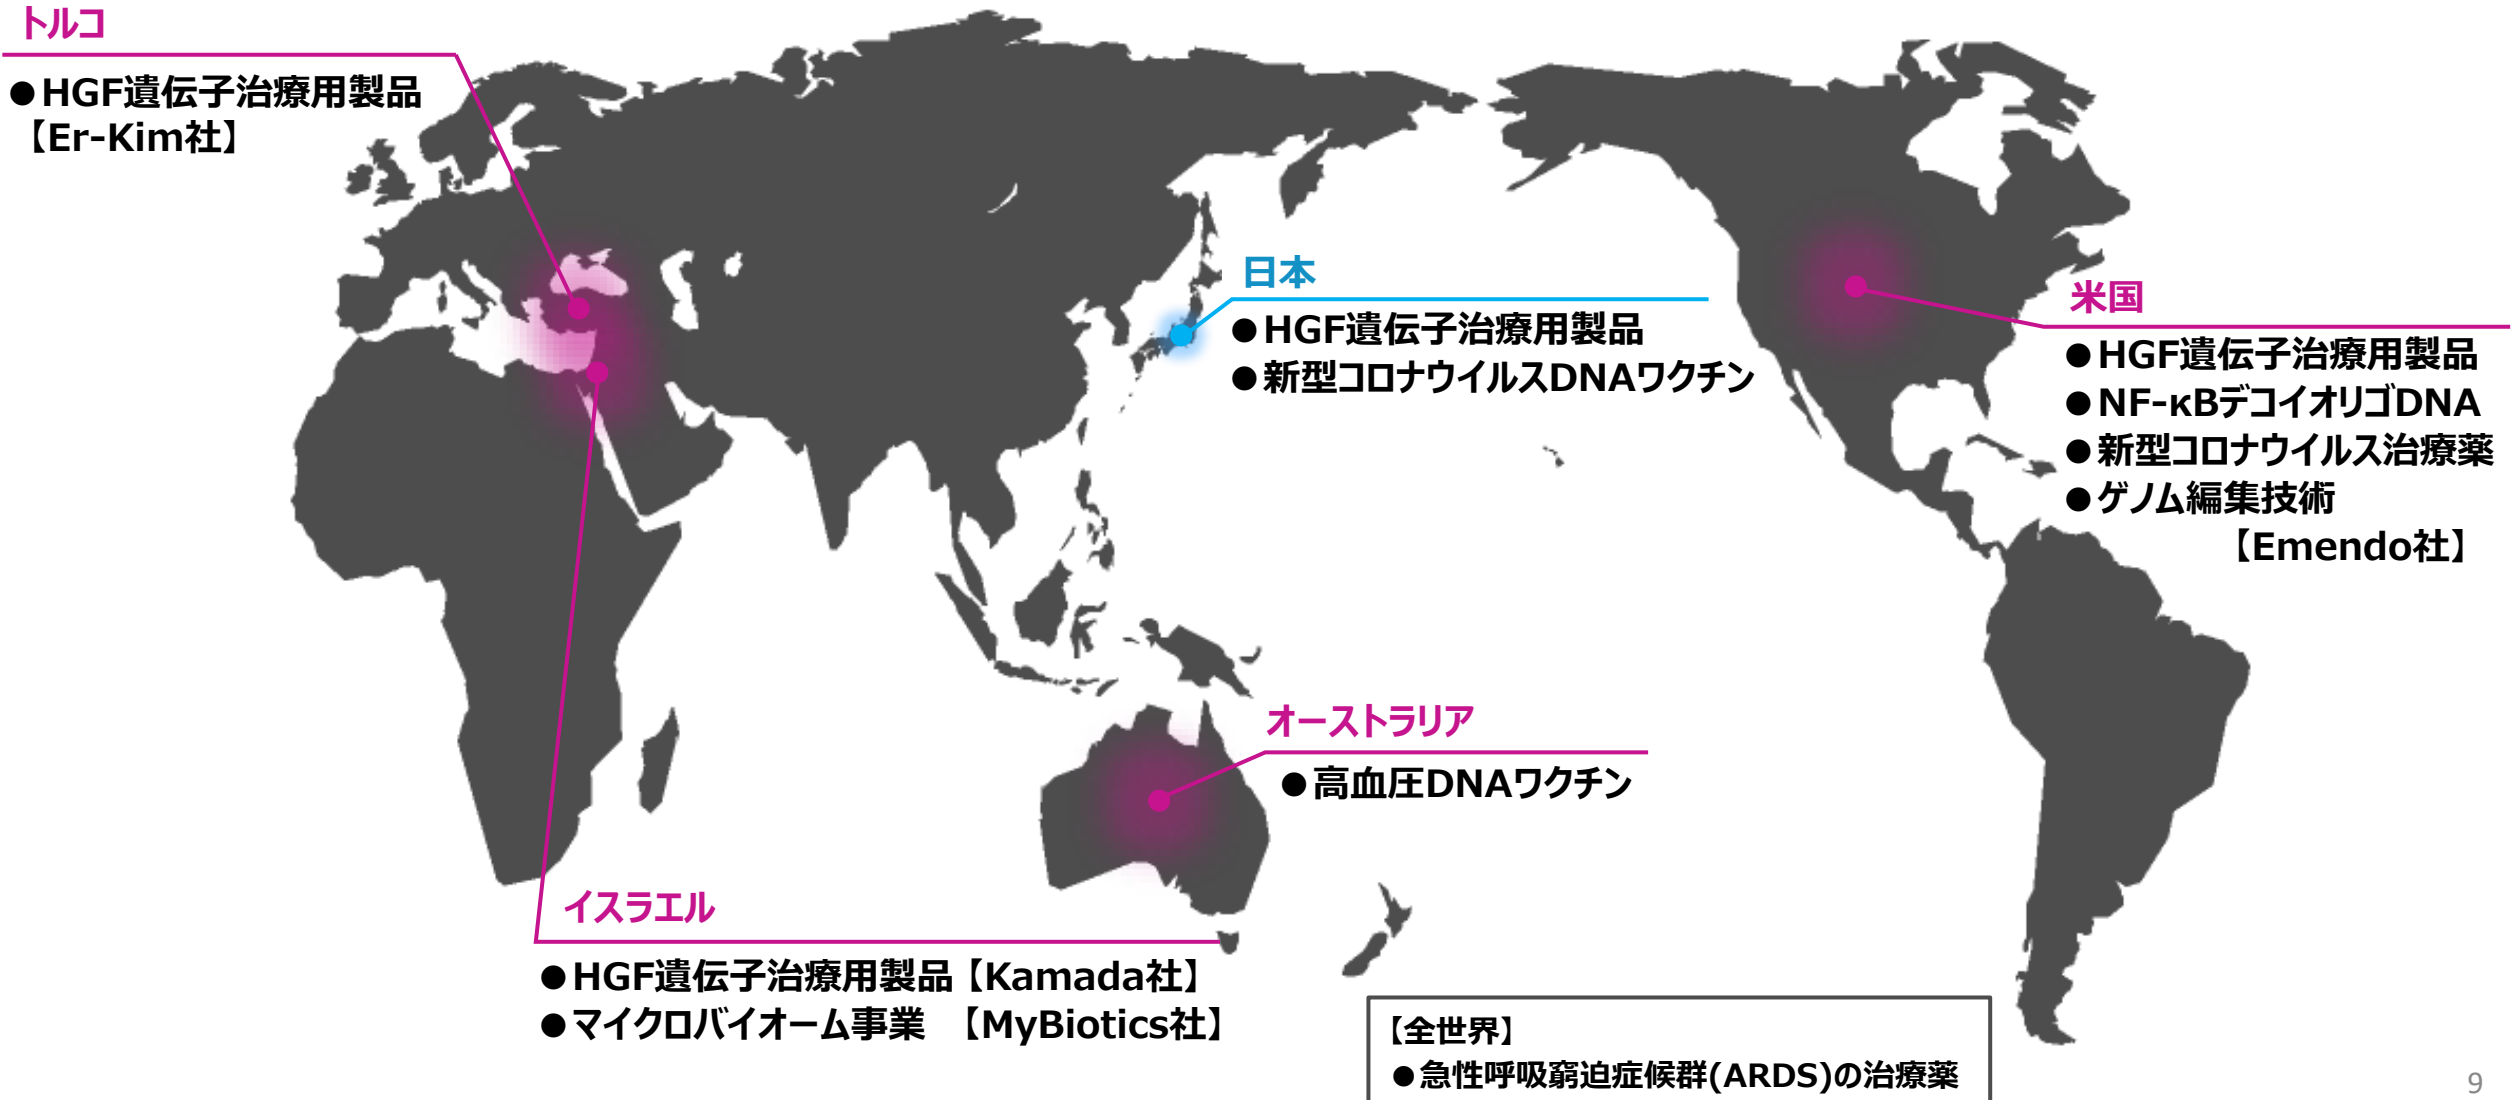 トルコ
●HGF遺伝子治療用製品
【Er-Kim社】
日本
●HGF遺伝子治療用製品
●新型コロナウイルスDNAワクチン
米国
●HGF遺伝子治療用製品
●NF-κBデコイオリゴDNA
●新型コロナウイルス治療薬
●ゲノム編集技術
【Emendo社】
オーストラリア
●高血圧DNAワクチン
イスラエル
●HGF遺伝子治療用製品【Kamada社】
●マイクロバイオーム事業　【MyBiotics社】
【全世界】
●急性呼吸窮迫症候群(ARDS)の治療薬
9